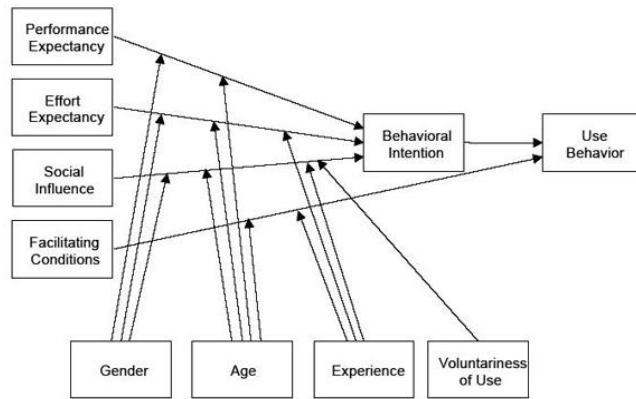 Performance
Expectancy
Effort
Expectancy
Social
Influence
Facilitating
Conditions
Behavioral
Intention
Use
Behavior
Gender
Age
Experience
Voluntariness
of Use